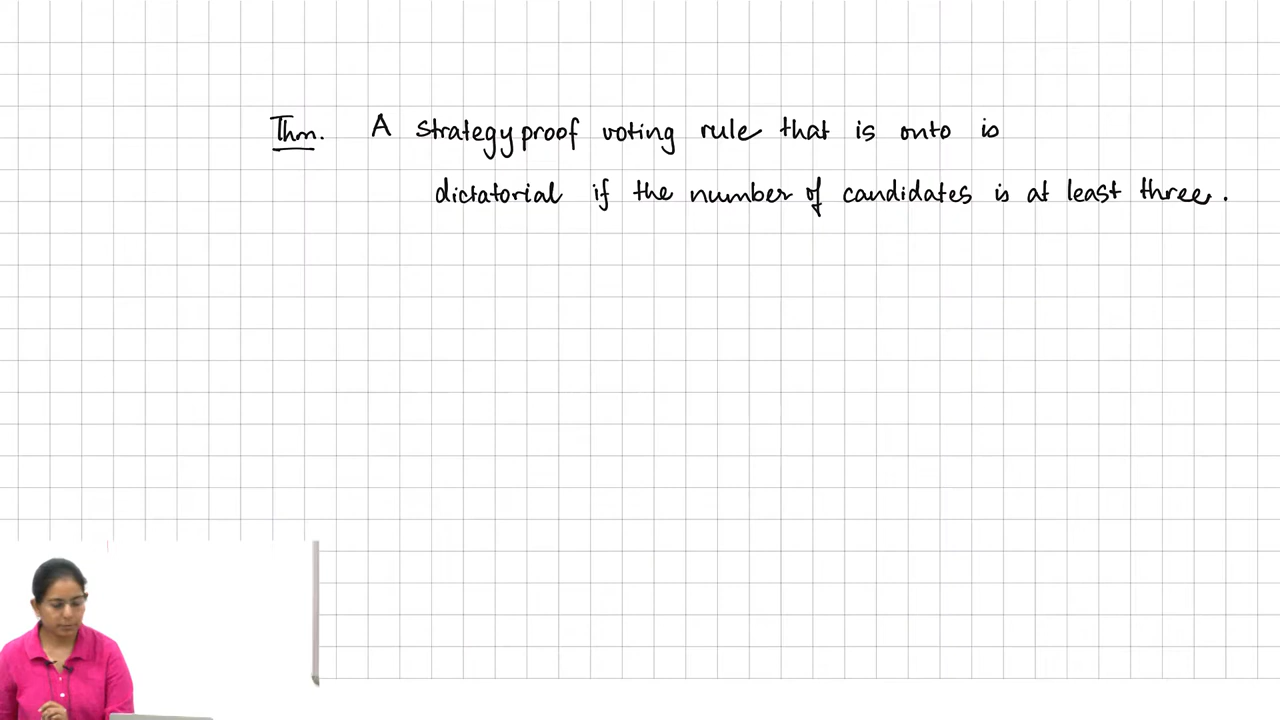 Thm. A strategyproof voting rule that is onto is
dictatorial if the number of candidates is at least three.